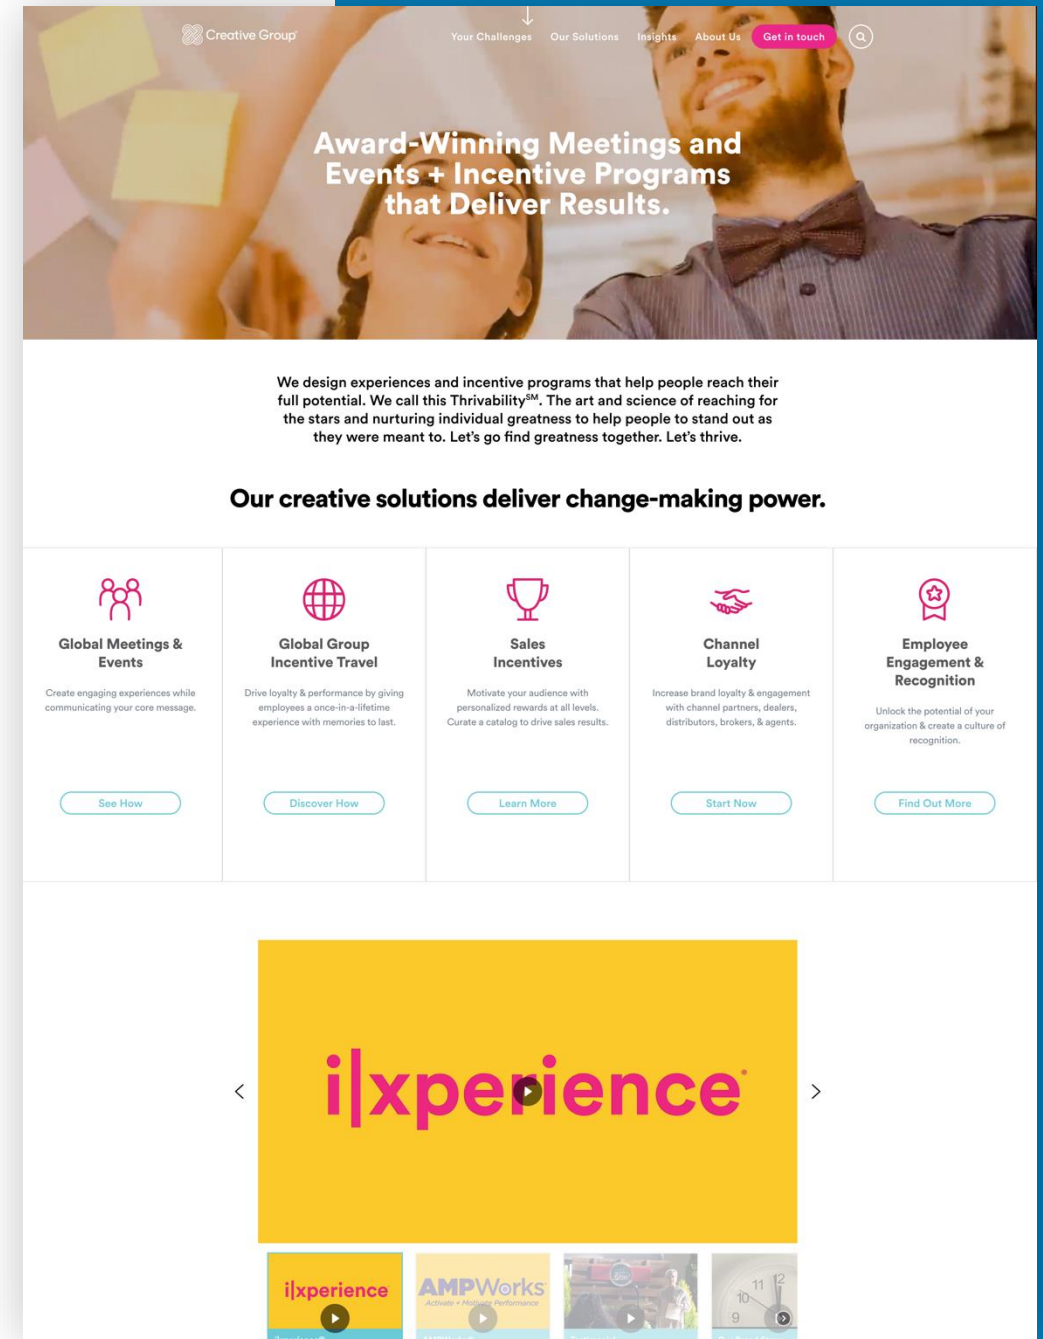 Creative Group
Your Challenges
Our Solutions
Insights
About Us
Get in touch
Award-Winning Meetings and
Events + Incentive Programs
that Deliver Results.
We design experiences and incentive programs that help people reach their
full potential. We call this Thrivability℠. The art and science of reaching for
the stars and nurturing individual greatness to help people to stand out as
they were meant to. Let's go find greatness together. Let's thrive.
Our creative solutions deliver change-making power.
Global Meetings &
Events
Create engaging experiences while
communicating your core message.
See How
Global Group
Incentive Travel
Drive loyalty & performance by giving
employees a once-in-a-lifetime
experience with memories to last.
Discover How
Sales
Incentives
Motivate your audience with
personalized rewards at all levels.
Curate a catalog to drive sales results.
Learn More
Channel
Loyalty
Increase brand loyalty & engagement
with channel partners, dealers,
distributors, brokers, & agents.
Start Now
Employee
Engagement &
Recognition
Unlock the potential of your
organization & create a culture of
recognition.
Find Out More
i|xperience
i|xperience
AMPWorks
Activate + Motivate Performance
11 12
10
9